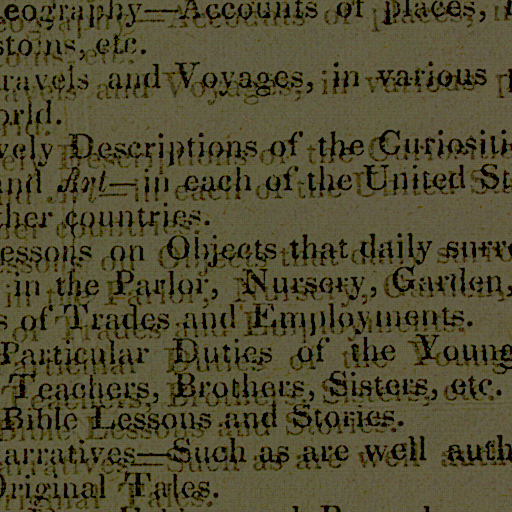 eography—Accounts of places,
stoms, etc.
ravels and Voyages, in various
orld.
vely Descriptions of the Curiositi
and Art—in each of the United St
ther countries.
essons on Objects that daily surro
in the Parlor, Nursery, Garden,
s of Trades and Employments.
Particular Duties of the Young
Teachers, Brothers, Sisters, etc.
Bible Lessons and Stories.
arratives—Such as are well auth
Original Tales.